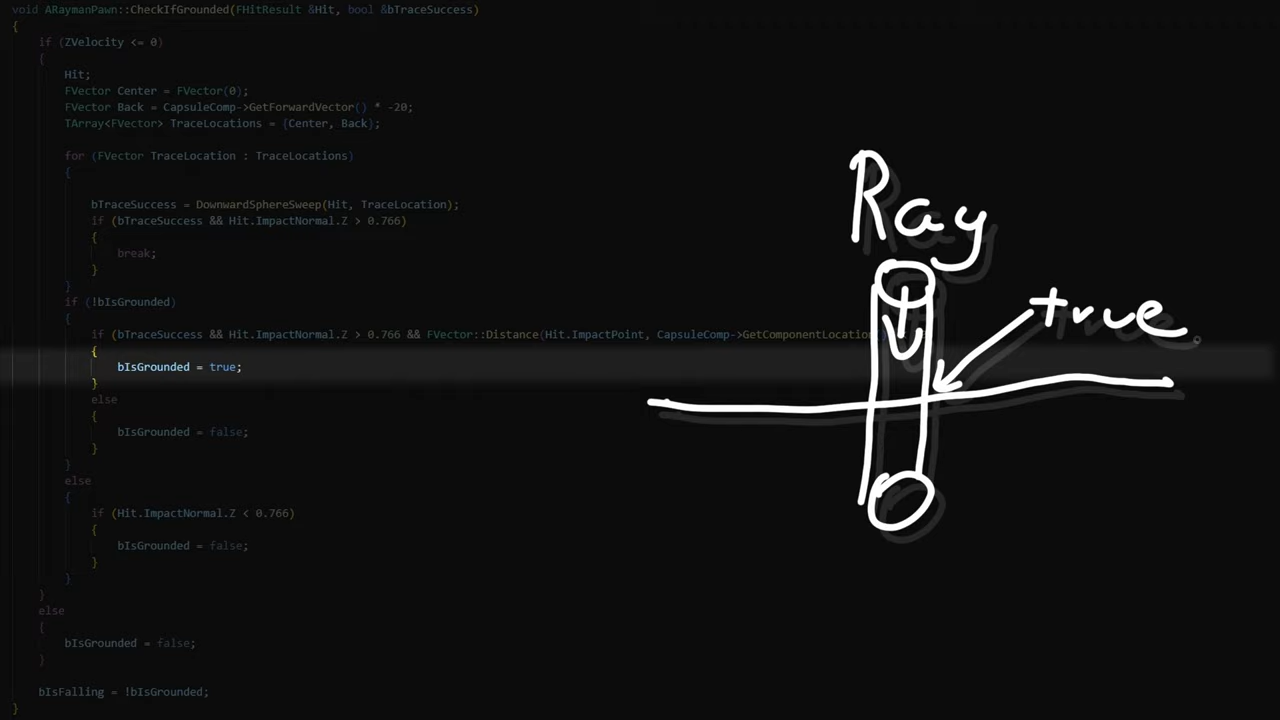 void ARaymanPawn::CheckIfGrounded(FHitResult &Hit, bool &bTraceSuccess)
{
if (ZVelocity <= 0)
{
Hit;
FVector Center = FVector(0);
FVector Back = CapsuleComp->GetForwardVector() * -20;
TArray<FVector> TraceLocations = {Center, Back};
for (FVector TraceLocation : TraceLocations)
{
bTraceSuccess = DownwardSphereSweep(Hit, TraceLocation);
if (bTraceSuccess && Hit.ImpactNormal.Z > 0.766)
{
break;
}
}
if (!bIsGrounded)
{
if (bTraceSuccess && Hit.ImpactNormal.Z > 0.766 && FVector::Distance(Hit.ImpactPoint, CapsuleComp->GetComponentLocation
{
bIsGrounded = true;
}
else
{
bIsGrounded = false;
}
}
else
{
if (Hit.ImpactNormal.Z < 0.766)
{
bIsGrounded = false;
}
}
}
else
{
bIsGrounded = false;
}
bIsFalling = !bIsGrounded;
}
Ray
true